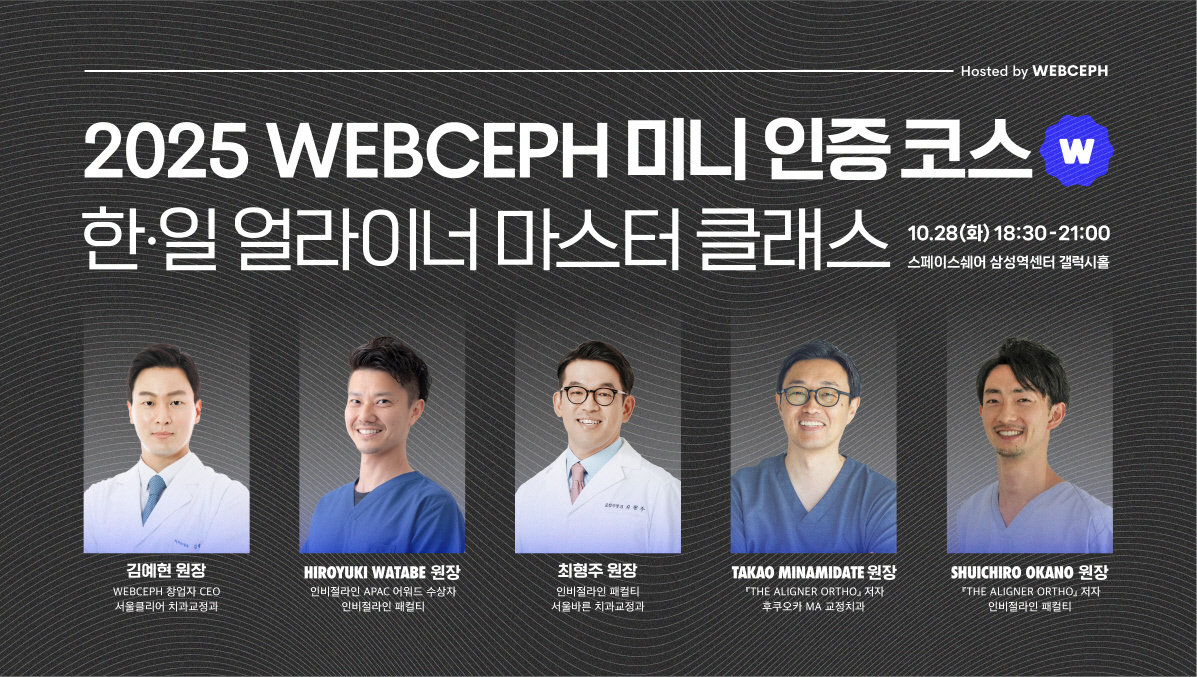 Hosted by WEBCEPH
2025 WEBCEPH 미니 인증 코스 W
한·일 얼라이너 마스터 클래스
10.28(화) 18:30-21:00
스페이스쉐어 삼성역센터 갤럭시홀
김예현 원장
WEBCEPH 창업자 CEO
서울클리어 치과교정과
HIROYUKI WATABE 원장
인비절라인 APAC 어워드 수상자
인비절라인 패컬티
최형주 원장
인비절라인 패컬티
서울바른 치과교정과
TAKAO MINAMIDATE 원장
『THE ALIGNER ORTHO』 저자
후쿠오카 MA 교정치과
SHUICHIRO OKANO 원장
『THE ALIGNER ORTHO』 저자
인비절라인 패컬티